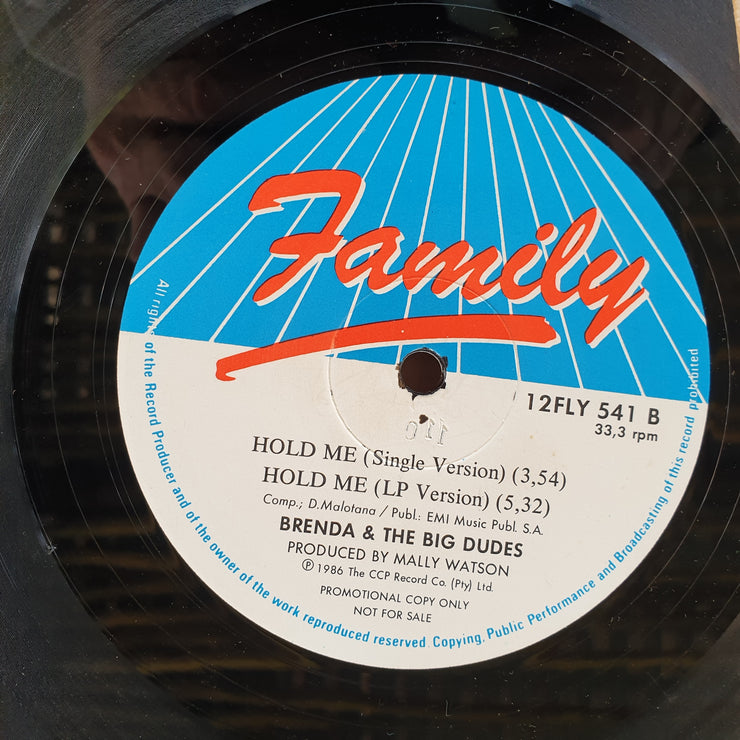 Family
12FLY 541 B
33,3 rpm
HOLD ME (Single Version) (3,54)
HOLD ME (LP Version) (5,32)
Comp.; D.Malotana / Publ.: EMI Music Publ. S.A.
BRENDA & THE BIG DUDES
PRODUCED BY MALLY WATSON
℗ 1986 The CCP Record Co. (Pty) Ltd.
PROMOTIONAL COPY ONLY
NOT FOR SALE
All rights of the Record Producer and of the owner of the work reproduced reserved. Copying, Public Performance and Broadcasting of this record prohibited